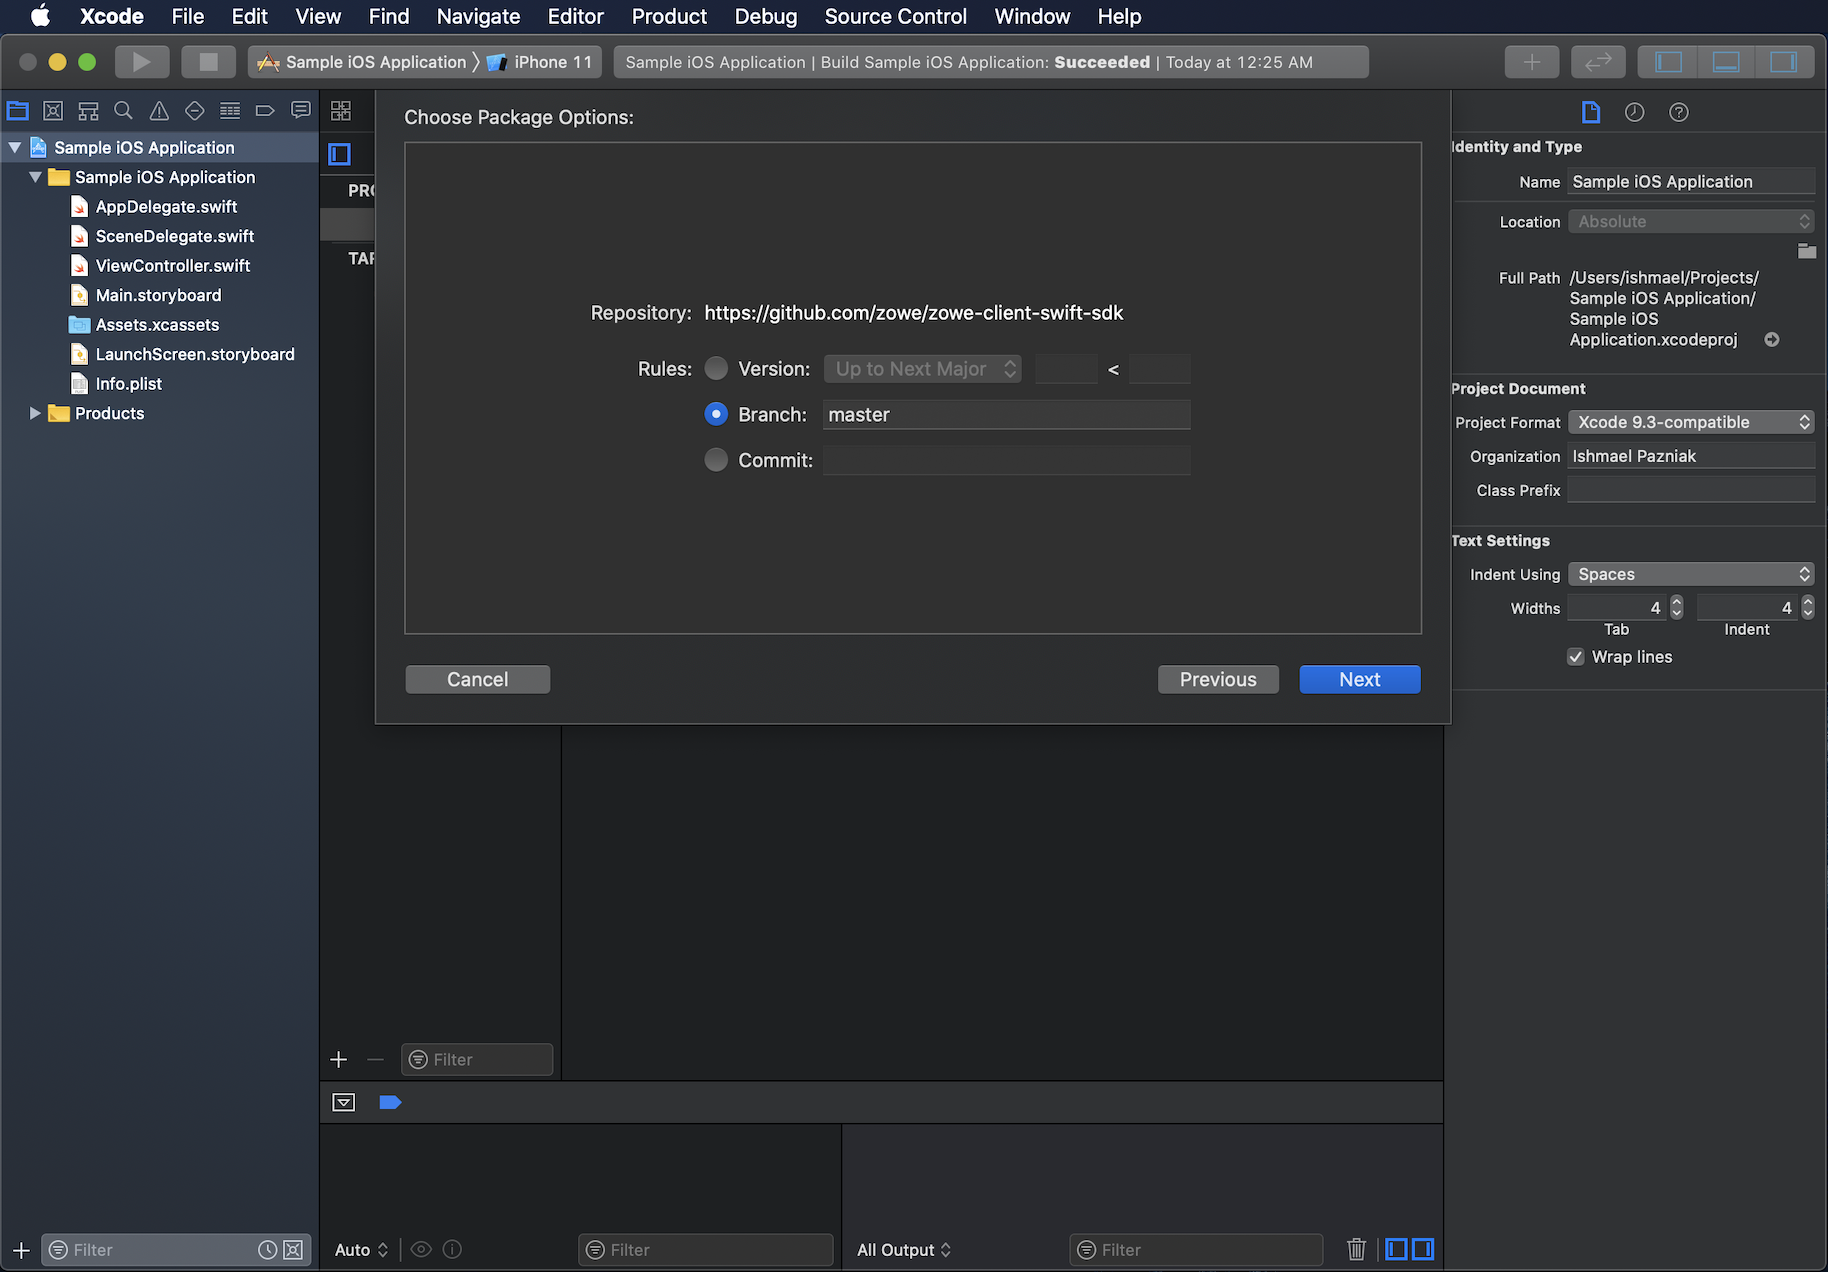 Xcode File Edit View Find Navigate Editor Product Debug Source Control Window Help
Sample iOS Application 〉 iPhone 11
Sample iOS Application | Build Sample iOS Application: Succeeded | Today at 12:25 AM
Sample iOS Application
Sample iOS Application
AppDelegate.swift
SceneDelegate.swift
ViewController.swift
Main.storyboard
Assets.xcassets
LaunchScreen.storyboard
Info.plist
Products
Filter
PRO
TAR
Choose Package Options:
Repository: https://github.com/zowe/zowe-client-swift-sdk
Rules: Version: Up to Next Major <
Branch: master
Commit:
Cancel Previous Next
Filter
Auto Filter
All Output Filter
Identity and Type
Name Sample iOS Application
Location Absolute
Full Path /Users/ishmael/Projects/
Sample iOS Application/
Sample iOS
Application.xcodeproj
Project Document
Project Format Xcode 9.3-compatible
Organization Ishmael Pazniak
Class Prefix
Text Settings
Indent Using Spaces
Widths 4 4
Tab Indent
Wrap lines